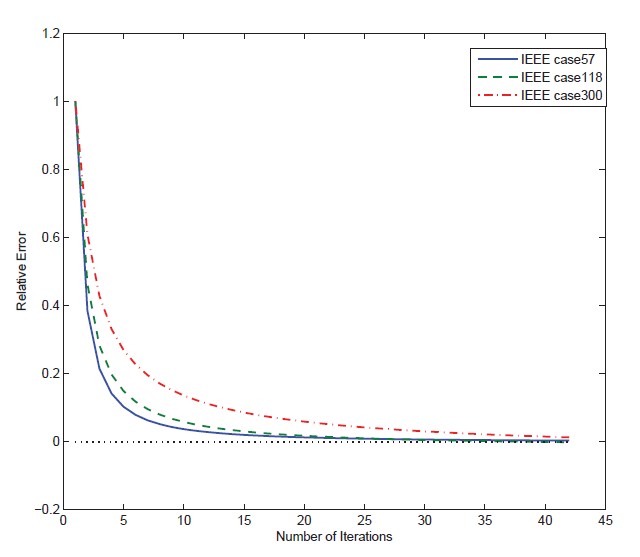 1.2
1
0.8
0.6
0.4
0.2
0
−0.2
Relative Error
IEEE case57
IEEE case118
IEEE case300
0 5 10 15 20 25 30 35 40 45
Number of Iterations